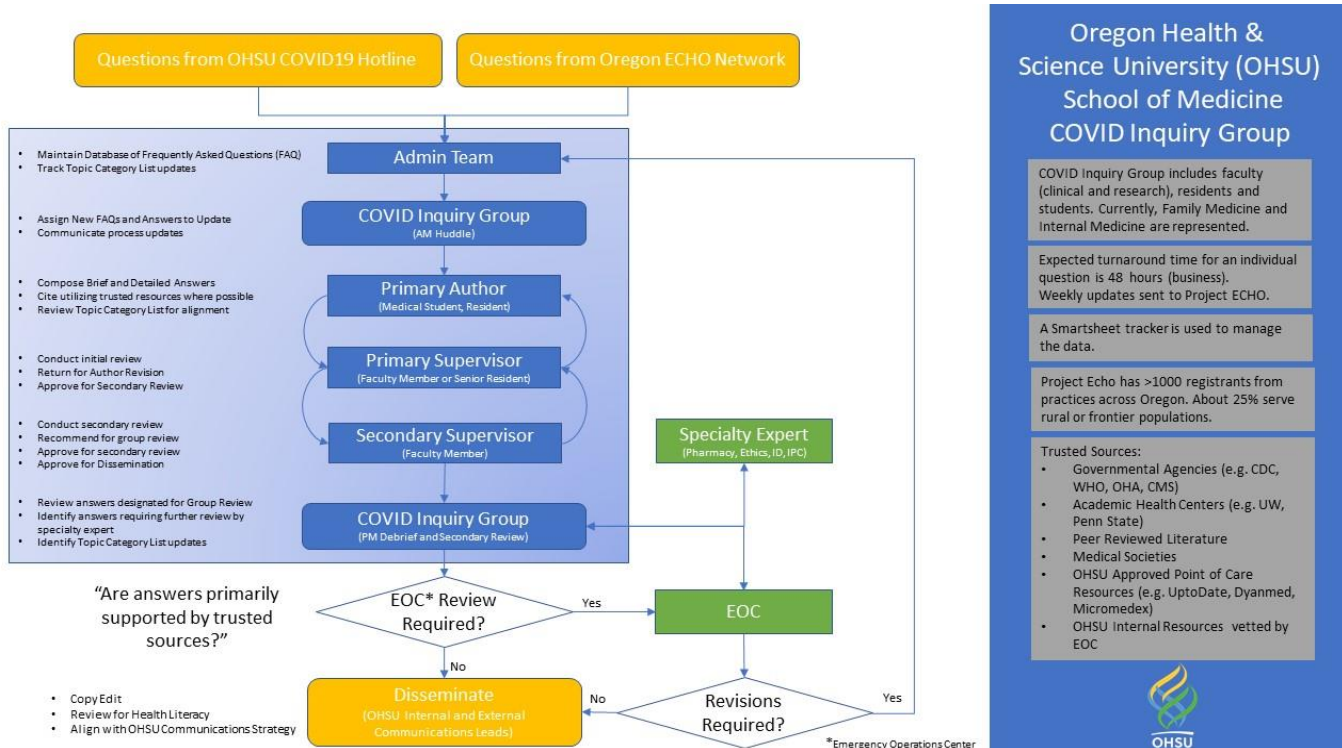 Questions from OHSU COVID19 Hotline
Questions from Oregon ECHO Network
• Maintain Database of Frequently Asked Questions (FAQ)
• Track Topic Category List updates
Admin Team
• Assign New FAQs and Answers to Update
• Communicate process updates
COVID Inquiry Group
(AM Huddle)
• Compose Brief and Detailed Answers
• Cite utilizing trusted resources where possible
• Review Topic Category List for alignment
Primary Author
(Medical Student, Resident)
• Conduct initial review
• Return for Author Revision
• Approve for Secondary Review
Primary Supervisor
(Faculty Member or Senior Resident)
• Conduct secondary review
• Recommend for group review
• Approve for secondary review
• Approve for Dissemination
Secondary Supervisor
(Faculty Member)
Specialty Expert
(Pharmacy, Ethics, ID, IPC)
• Review answers designated for Group Review
• Identify answers requiring further review by
specialty expert
• Identify Topic Category List updates
COVID Inquiry Group
(PM Debrief and Secondary Review)
"Are answers primarily
supported by trusted
sources?"
EOC* Review
Required?
Yes
EOC
No
• Copy Edit
• Review for Health Literacy
• Align with OHSU Communications Strategy
Disseminate
(OHSU Internal and External
Communications Leads)
No
Revisions
Required?
Yes
*Emergency Operations Center
Oregon Health &
Science University (OHSU)
School of Medicine
COVID Inquiry Group
COVID Inquiry Group includes faculty
(clinical and research), residents and
students. Currently, Family Medicine and
Internal Medicine are represented.
Expected turnaround time for an individual
question is 48 hours (business).
Weekly updates sent to Project ECHO.
A Smartsheet tracker is used to manage
the data.
Project Echo has >1000 registrants from
practices across Oregon. About 25% serve
rural or frontier populations.
Trusted Sources:
• Governmental Agencies (e.g. CDC,
WHO, OHA, CMS)
• Academic Health Centers (e.g. UW,
Penn State)
• Peer Reviewed Literature
• Medical Societies
• OHSU Approved Point of Care
Resources (e.g. UptoDate, Dyanmed,
Micromedex)
• OHSU Internal Resources vetted by
EOC
OHSU